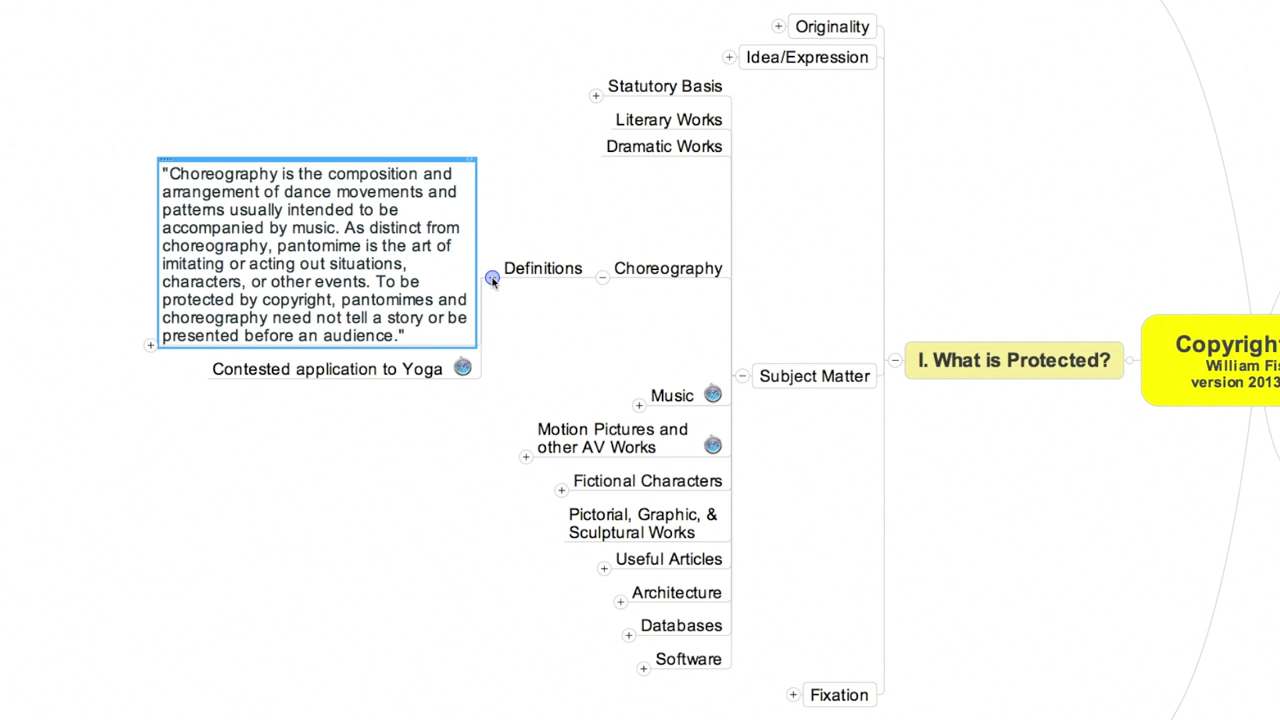 Originality
Idea/Expression
Statutory Basis
Literary Works
Dramatic Works
"Choreography is the composition and
arrangement of dance movements and
patterns usually intended to be
accompanied by music. As distinct from
choreography, pantomime is the art of
imitating or acting out situations,
characters, or other events. To be
protected by copyright, pantomimes and
choreography need not tell a story or be
presented before an audience."
Definitions
Choreography
Contested application to Yoga
I. What is Protected?
Copyright
William Fis
version 2013
Subject Matter
Music
Motion Pictures and
other AV Works
Fictional Characters
Pictorial, Graphic, &
Sculptural Works
Useful Articles
Architecture
Databases
Software
Fixation